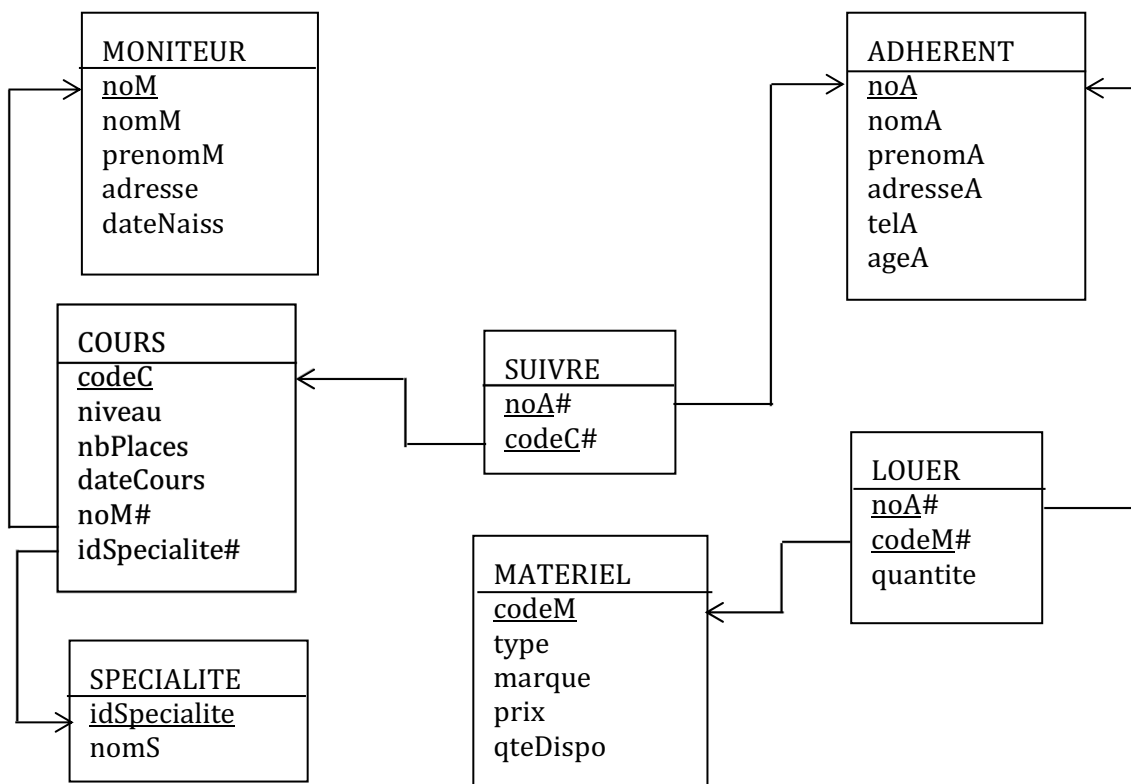 MONITEUR
noM
nomM
prenomM
adresse
dateNaiss
ADHERENT
noA
nomA
prenomA
adresseA
telA
ageA
COURS
codeC
niveau
nbPlaces
dateCours
noM#
idSpecialite#
SUIVRE
noA#
codeC#
LOUER
noA#
codeM#
quantite
MATERIEL
codeM
type
marque
prix
qteDispo
SPECIALITE
idSpecialite
nomS